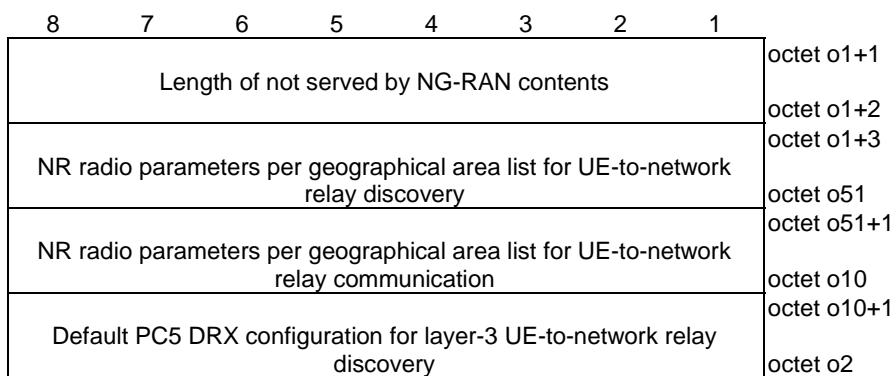 8 7 6 5 4 3 2 1
octet o1+1
Length of not served by NG-RAN contents
octet o1+2
octet o1+3
NR radio parameters per geographical area list for UE-to-network
relay discovery
octet o51
octet o51+1
NR radio parameters per geographical area list for UE-to-network
relay communication
octet o10
octet o10+1
Default PC5 DRX configuration for layer-3 UE-to-network relay
discovery
octet o2